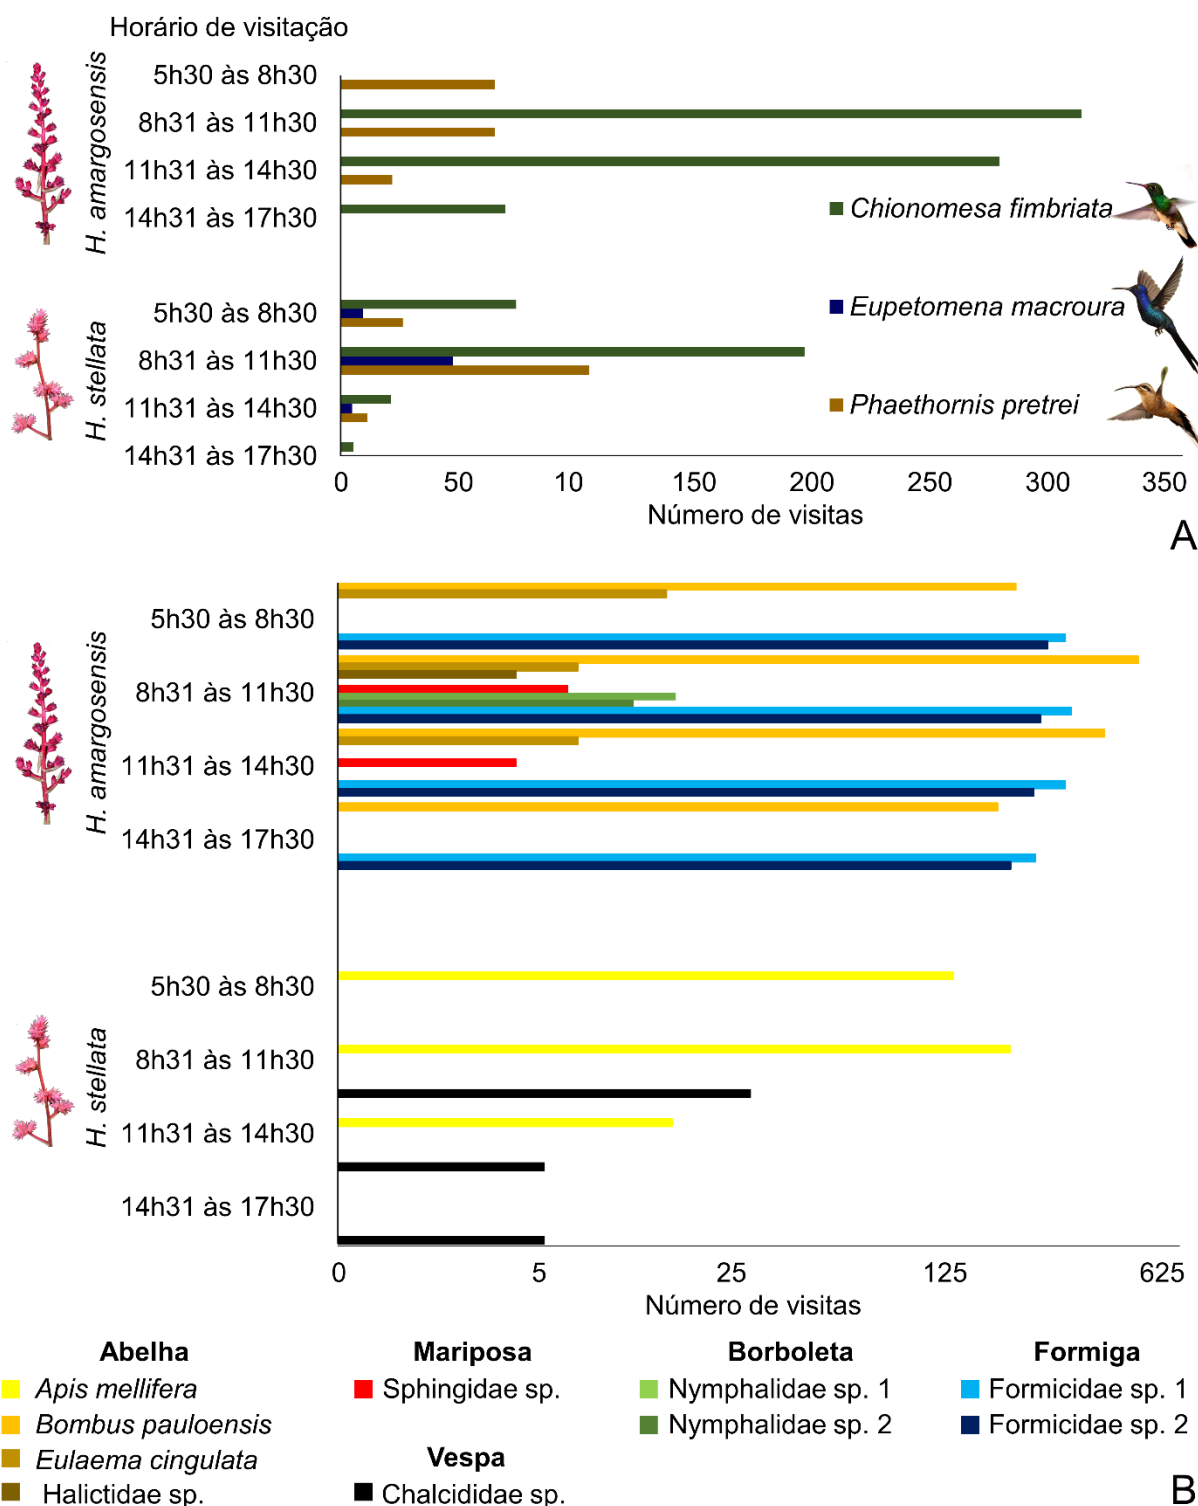 Horário de visitação
H. amargosensis
5h30 às 8h30
8h31 às 11h30
11h31 às 14h30
14h31 às 17h30
H. stellata
5h30 às 8h30
8h31 às 11h30
11h31 às 14h30
14h31 às 17h30
Chionomesa fimbriata
Eupetomena macroura
Phaethornis pretrei
0 50 10 150 200 250 300 350
Número de visitas
A
H. amargosensis
5h30 às 8h30
8h31 às 11h30
11h31 às 14h30
14h31 às 17h30
H. stellata
5h30 às 8h30
8h31 às 11h30
11h31 às 14h30
14h31 às 17h30
0 5 25 125 625
Número de visitas
Abelha
Apis mellifera
Bombus pauloensis
Eulaema cingulata
Halictidae sp.
Mariposa
Sphingidae sp.
Vespa
Chalcididae sp.
Borboleta
Nymphalidae sp. 1
Nymphalidae sp. 2
Formiga
Formicidae sp. 1
Formicidae sp. 2
B